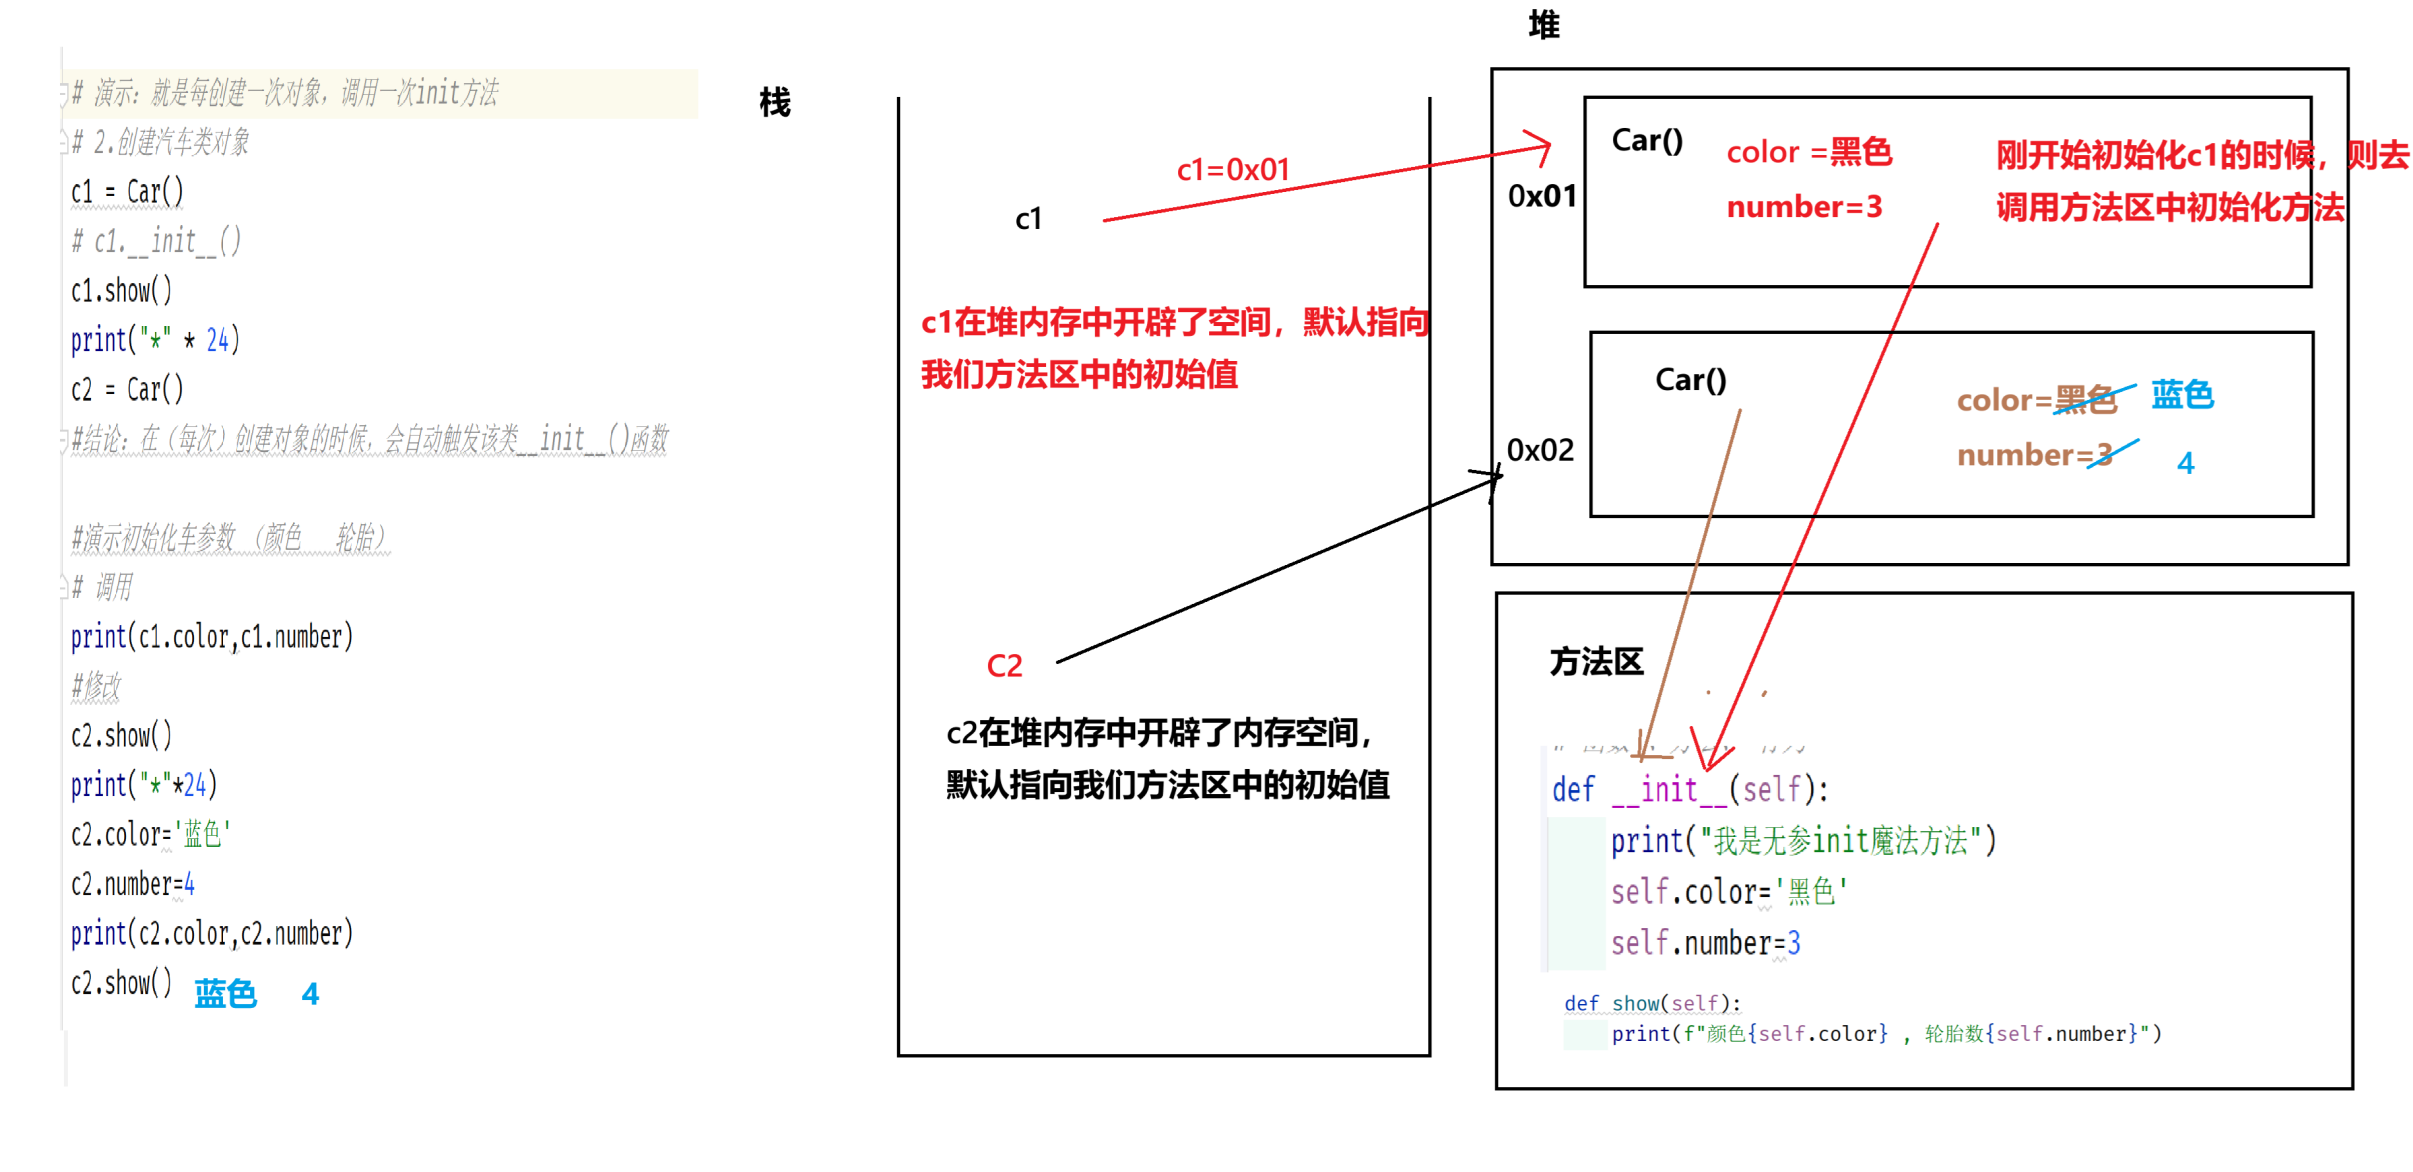 # 演示：就是每创建一次对象，调用一次init方法
# 2.创建汽车类对象
c1 = Car()
# c1.__init__()
c1.show()
print("*" * 24)
c2 = Car()
#结论：在（每次）创建对象的时候，会自动触发该类__init__()函数
#演示初始化车参数 （颜色   轮胎）
# 调用
print(c1.color,c1.number)
#修改
c2.show()
print("*"*24)
c2.color='蓝色'
c2.number=4
print(c2.color,c2.number)
c2.show() 蓝色 4
栈
c1
c1=0x01
c1在堆内存中开辟了空间，默认指向
我们方法区中的初始值
C2
c2在堆内存中开辟了内存空间，
默认指向我们方法区中的初始值
堆
0x01
Car()
color =黑色
number=3
刚开始初始化c1的时候，则去
调用方法区中初始化方法
0x02
Car()
color=黑色 蓝色
number=3 4
方法区
def __init__(self):
print("我是无参init魔法方法")
self.color='黑色'
self.number=3
def show(self):
print(f"颜色{self.color} , 轮胎数{self.number}")